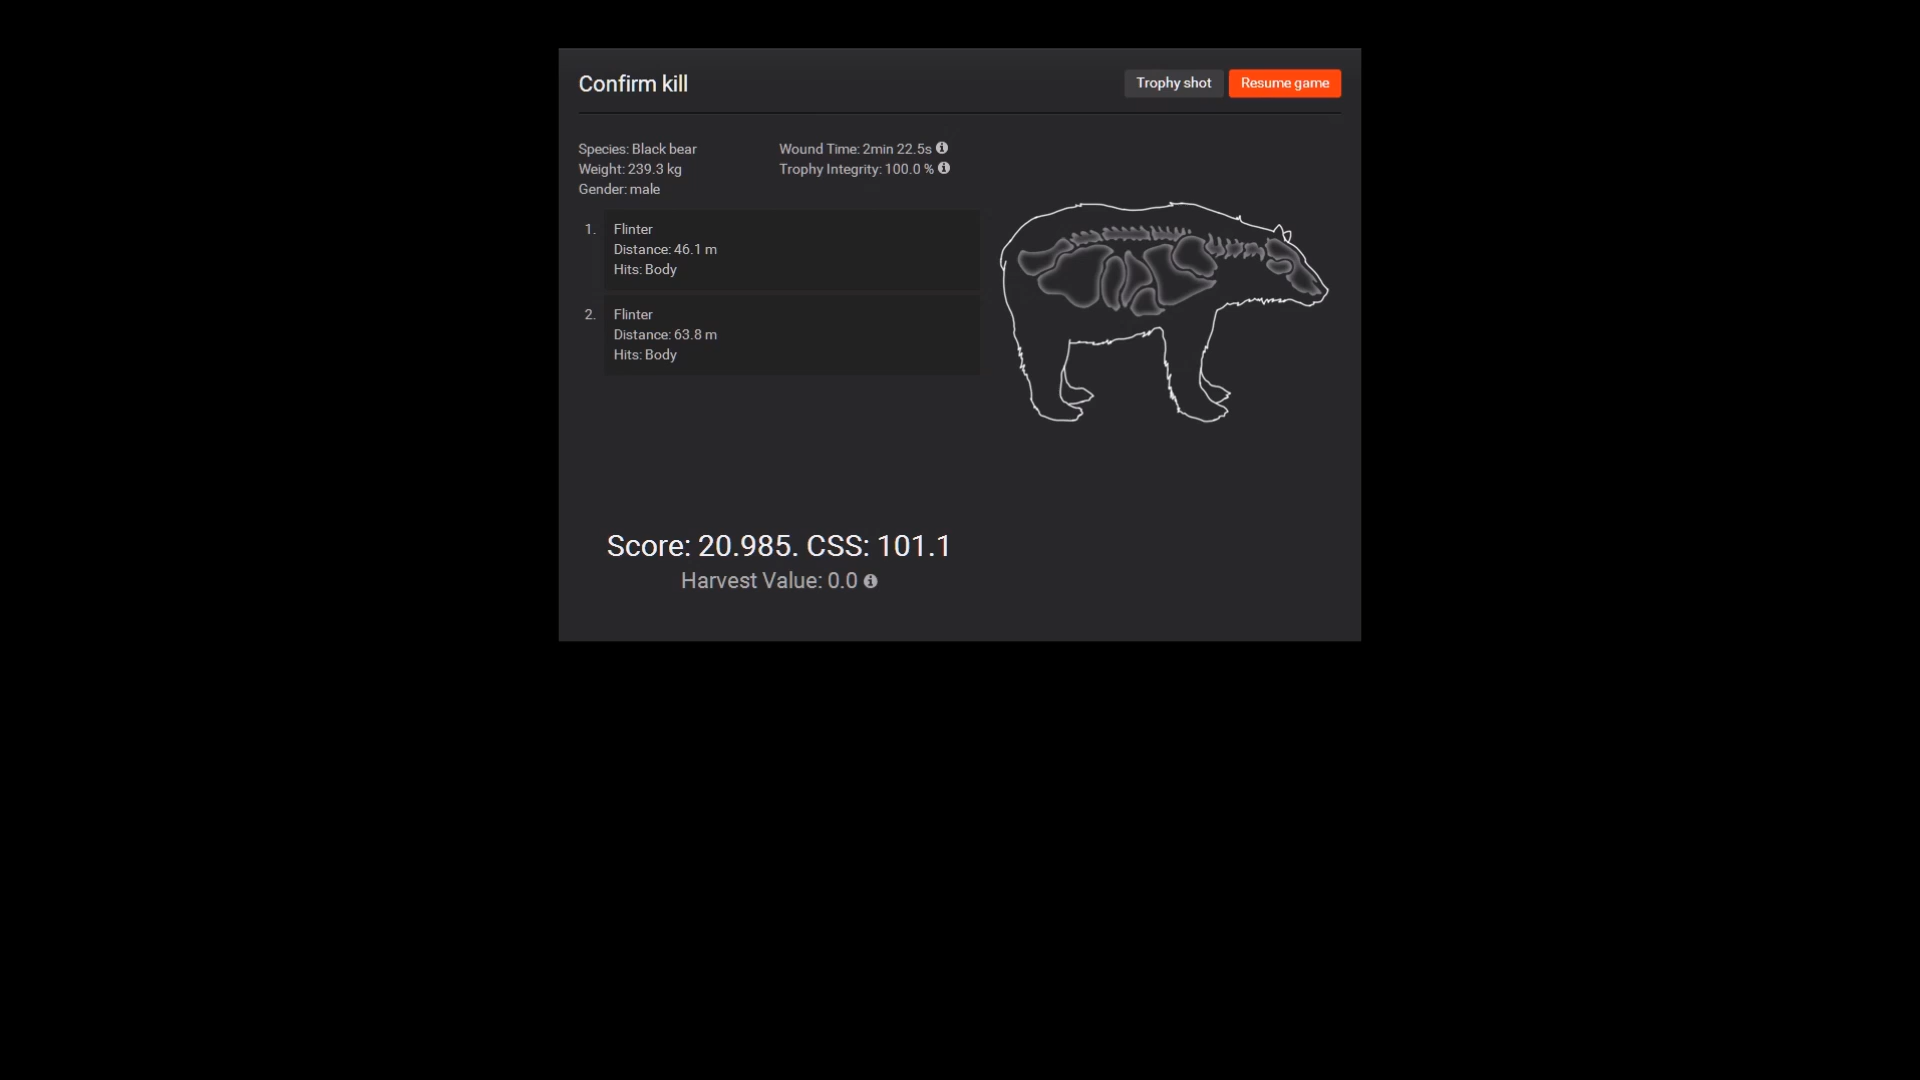 Confirm kill
Trophy shot
Resume game
Species: Black bear
Weight: 239.3 kg
Gender: male
Wound Time: 2min 22.5s
Trophy Integrity: 100.0 %
1.
Flinter
Distance: 46.1 m
Hits: Body
2.
Flinter
Distance: 63.8 m
Hits: Body
Score: 20.985. CSS: 101.1
Harvest Value: 0.0